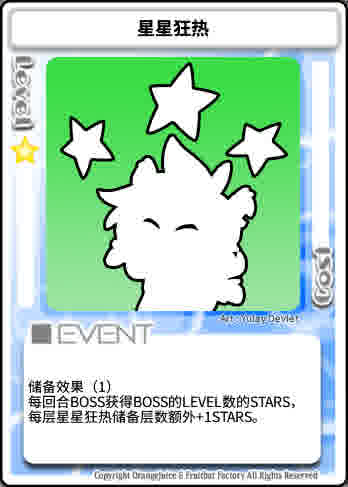 星星狂热
Level
Cost
Art : Yulay Devlet
EVENT
储备效果（1）
每回合BOSS获得BOSS的LEVEL数的STARS，
每层星星狂热储备层数额外+1STARS。
Copyright OrangeJuice & Fruitbat Factory All Rights Reserved